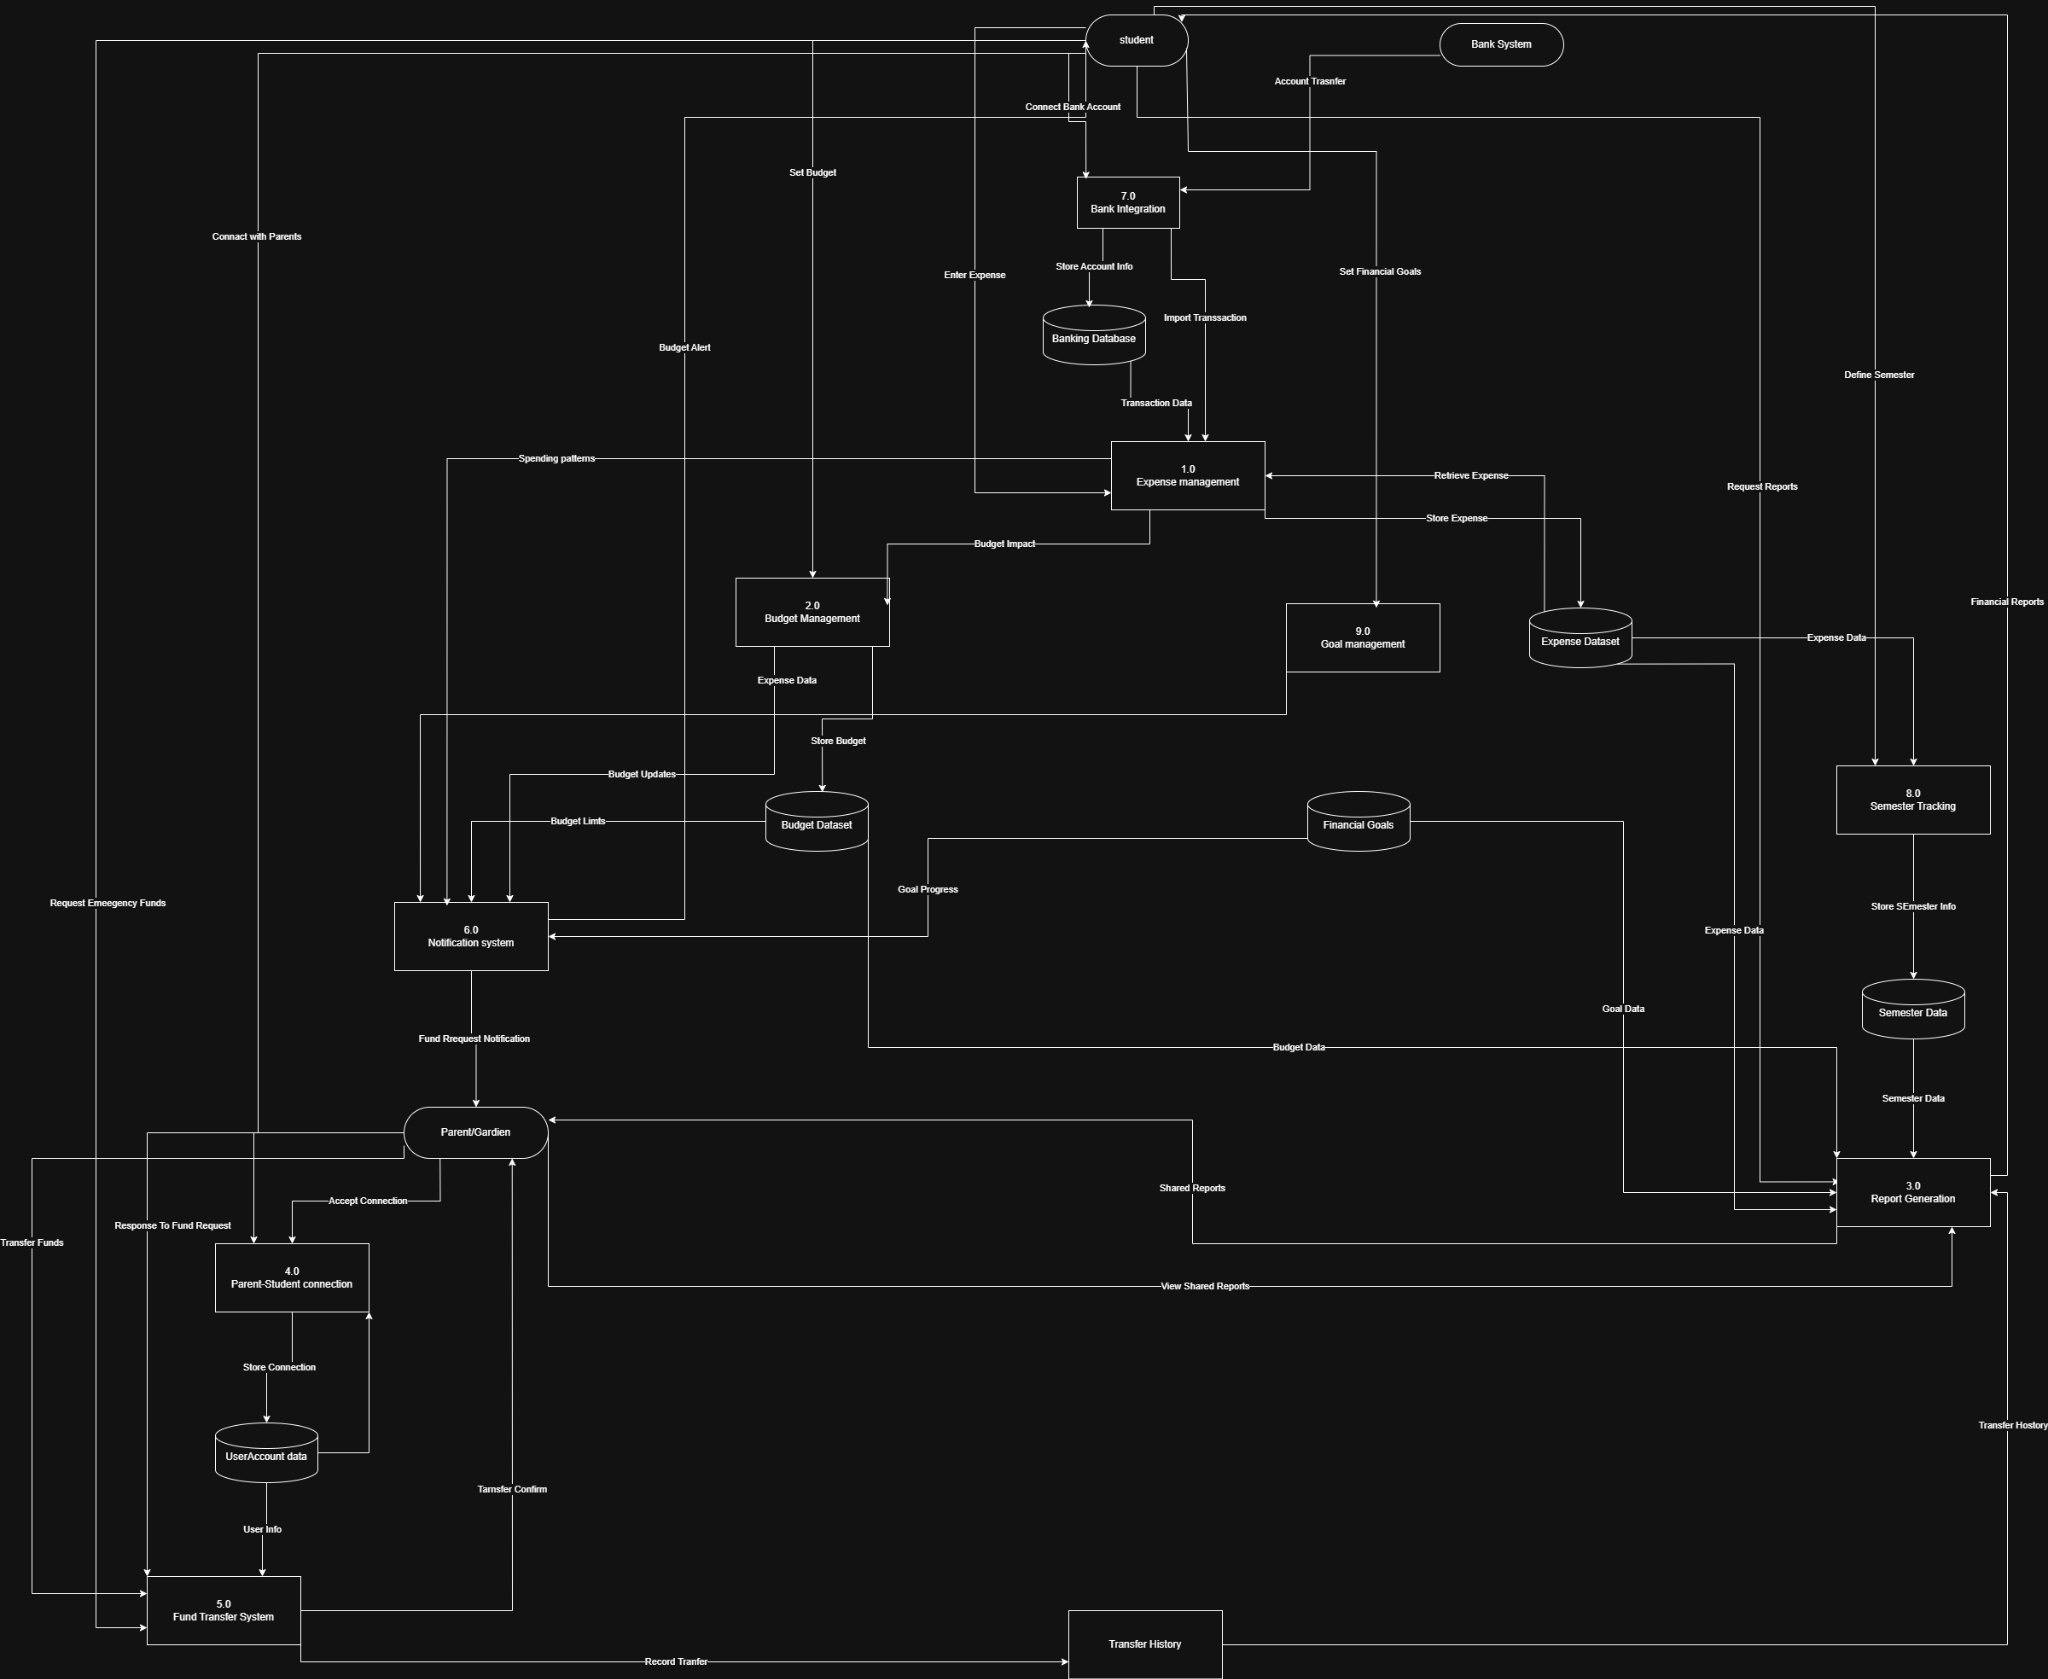 student
Bank System
Account Trasnfer
Connect Bank Account
Set Budget
7.0
Bank Integration
Connact with Parents
Store Account Info
Enter Expense
Set Financial Goals
Import Transsaction
Banking Database
Budget Alert
Define Semester
Transaction Data
Spending patterns
1.0
Expense management
Retrieve Expense
Request Reports
Store Expense
Budget Impact
Financial Reports
2.0
Budget Management
9.0
Goal management
Expense Dataset
Expense Data
Expense Data
Store Budget
Budget Updates
8.0
Semester Tracking
Budget Limts
Budget Dataset
Financial Goals
Goal Progress
Request Emeegency Funds
Store SEmester Info
6.0
Notification system
Expense Data
Goal Data
Semester Data
Fund Rrequest Notification
Budget Data
Semester Data
Parent/Gardien
Shared Reports
3.0
Report Generation
Accept Connection
Response To Fund Request
Transfer Funds
4.0
Parent-Student connection
View Shared Reports
Store Connection
Transfer Hostory
UserAccount data
Tarnsfer Confirm
User Info
5.0
Fund Transfer System
Transfer History
Record Tranfer